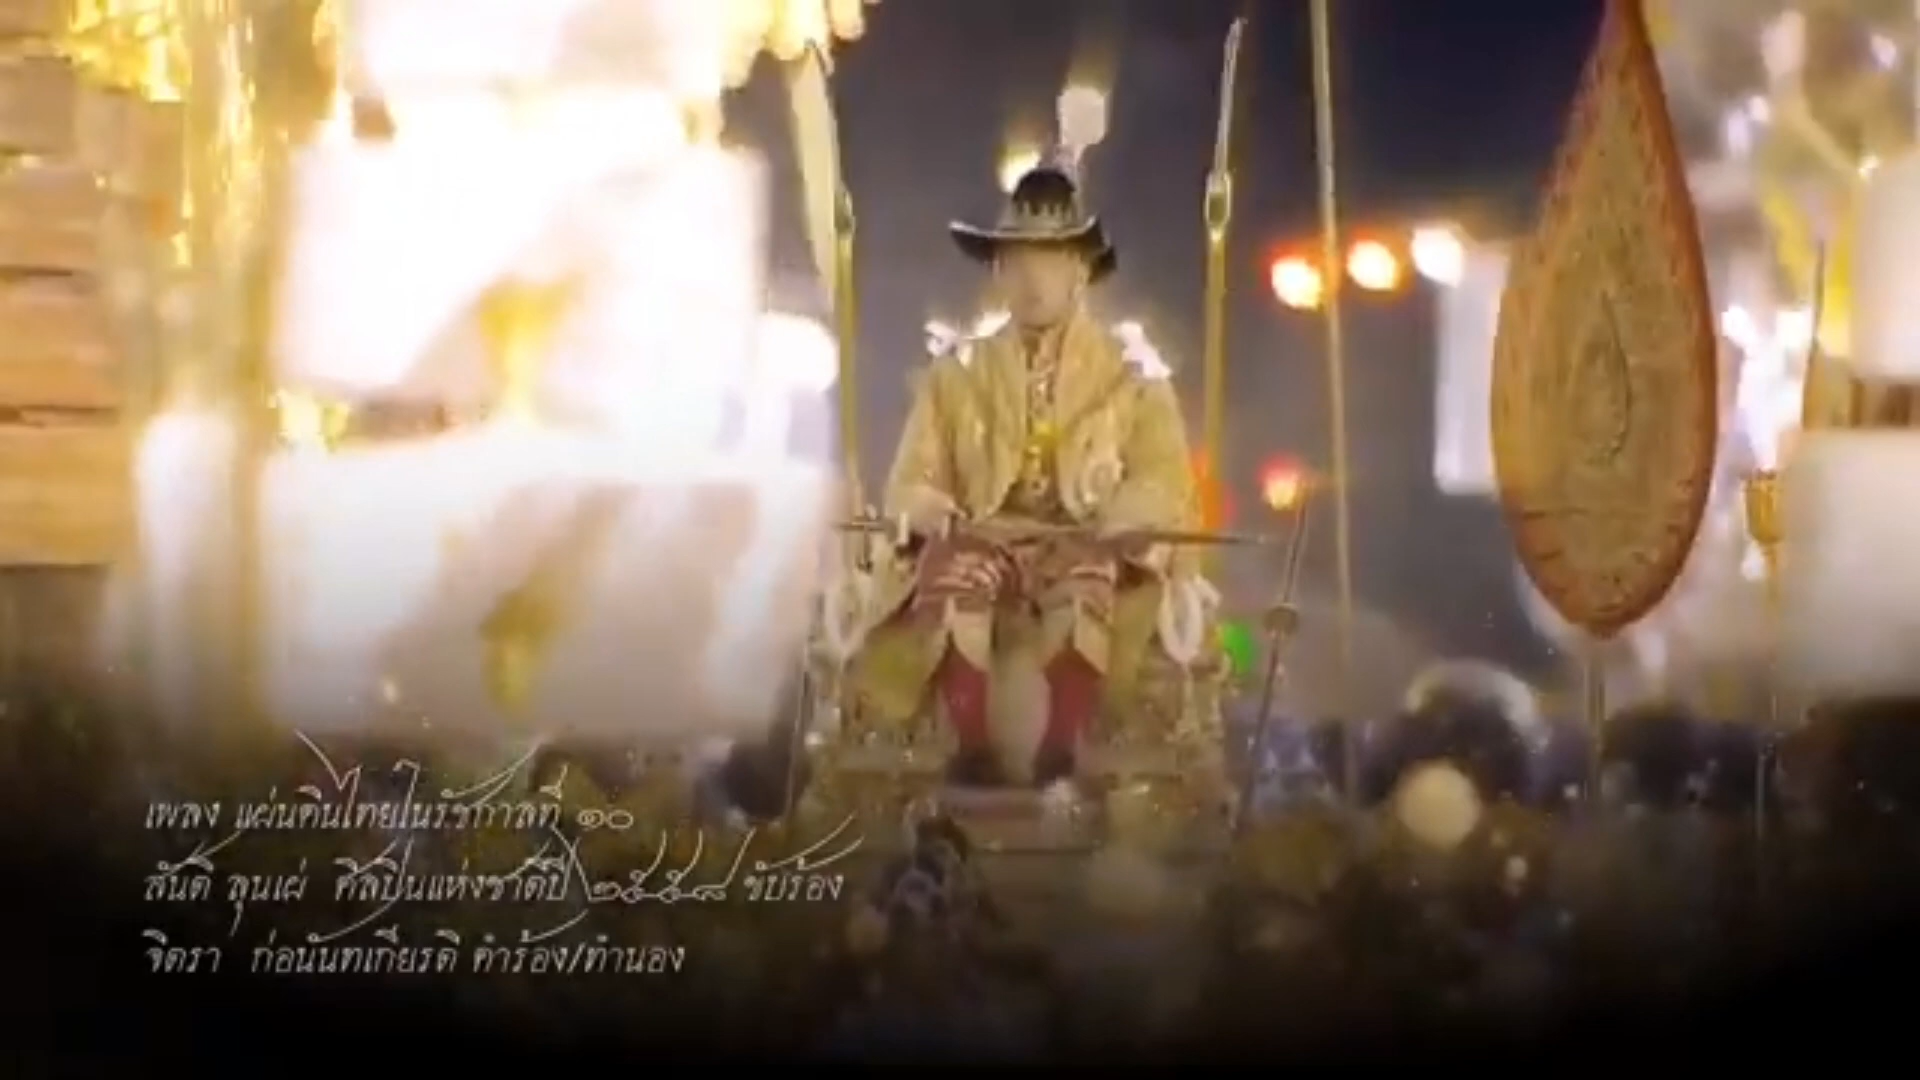 เพลง แผ่นดินไทยในรัชกาลที่ ๑๐
สันติ ลุนเผ่ ศิลปินแห่งชาติปี ๒๕๕๘ ขับร้อง
จิตรา ก่อนันทเกียรติ คำร้อง/ทำนอง